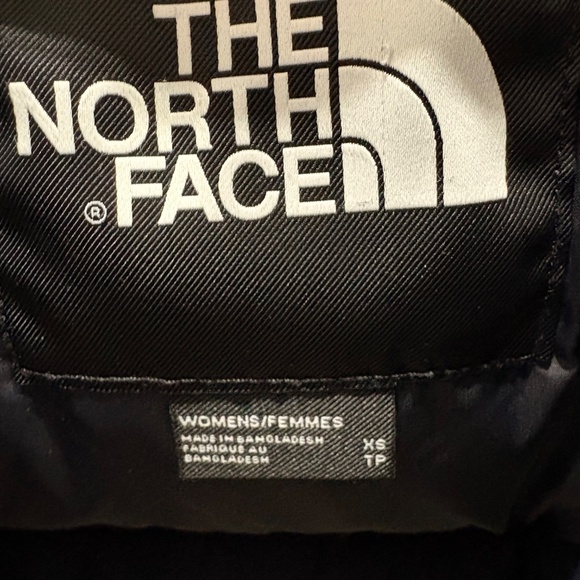 THE
NORTH
® FACE
WOMENS/FEMMES
MADE IN BANGLADESH
FABRIQUE AU
BANGLADESH
XS
TP